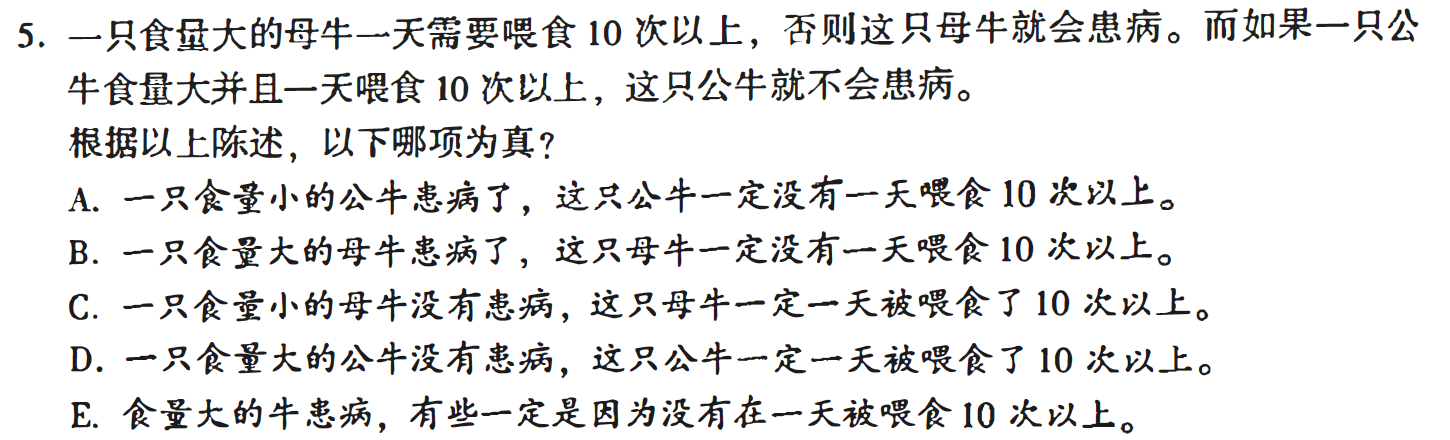 5. 一只食量大的母牛一天需要喂食 10 次以上，否则这只母牛就会患病。而如果一只公
牛食量大并且一天喂食 10 次以上，这只公牛就不会患病。
根据以上陈述，以下哪项为真？
A. 一只食量小的公牛患病了，这只公牛一定没有一天喂食 10 次以上。
B. 一只食量大的母牛患病了，这只母牛一定没有一天喂食 10 次以上。
C. 一只食量小的母牛没有患病，这只母牛一定一天被喂食了 10 次以上。
D. 一只食量大的公牛没有患病，这只公牛一定一天被喂食了 10 次以上。
E. 食量大的牛患病，有些一定是因为没有在一天被喂食 10 次以上。